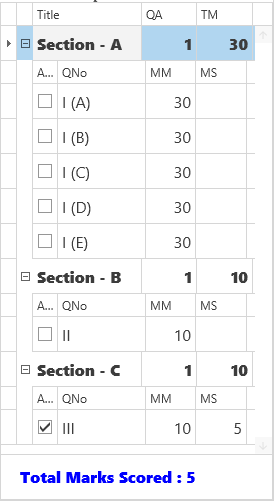 Title QA TM
Section - A 1 30
A... QNo MM MS
I (A) 30
I (B) 30
I (C) 30
I (D) 30
I (E) 30
Section - B 1 10
A... QNo MM MS
II 10
Section - C 1 10
A... QNo MM MS
III 10 5
Total Marks Scored : 5